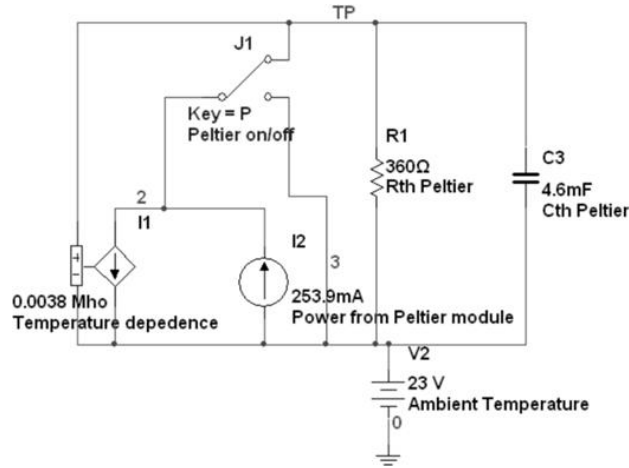 TP
J1
Key = P
Peltier on/off
R1
360Ω
Rth Peltier
C3
4.6mF
Cth Peltier
2
I1
I2
3
+
-
0.0038 Mho
Temperature depedence
253.9mA
Power from Peltier module
V2
23 V
Ambient Temperature
0